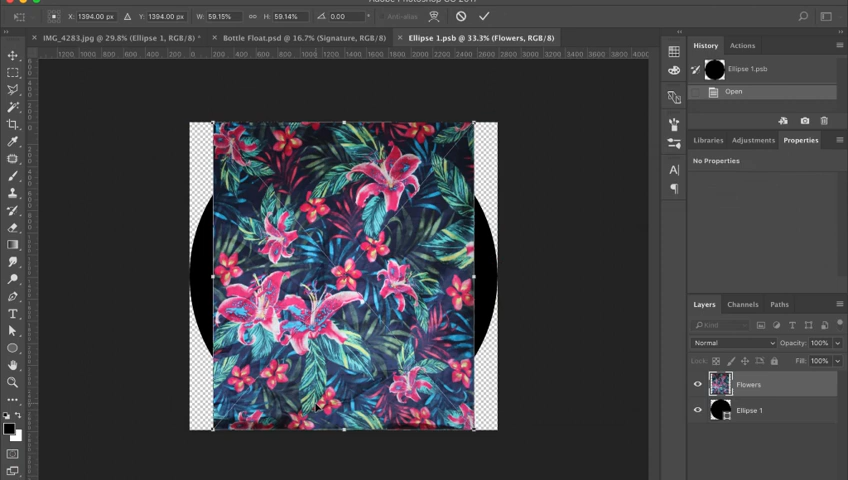 X: 1394.00 px Y: 1394.00 px W: 59.15% H: 59.14% 0.00 ° Anti-alias
IMG_4283.jpg @ 29.8% (Ellipse 1, RGB/8) * Bottle Float.psd @ 16.7% (Signature, RGB/8) Ellipse 1.psb @ 33.3% (Flowers, RGB/8)
History Actions
Ellipse 1.psb
Open
Libraries Adjustments Properties
No Properties
Layers Channels Paths
Kind
Normal Opacity: 100%
Lock: Fill: 100%
Flowers
Ellipse 1